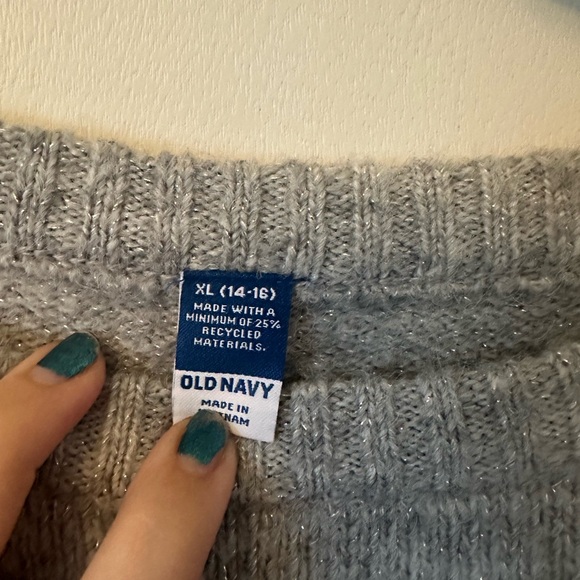 XL (14-16)
MADE WITH A
MINIMUM OF 25%
RECYCLED
MATERIALS.
OLD NAVY
MADE IN